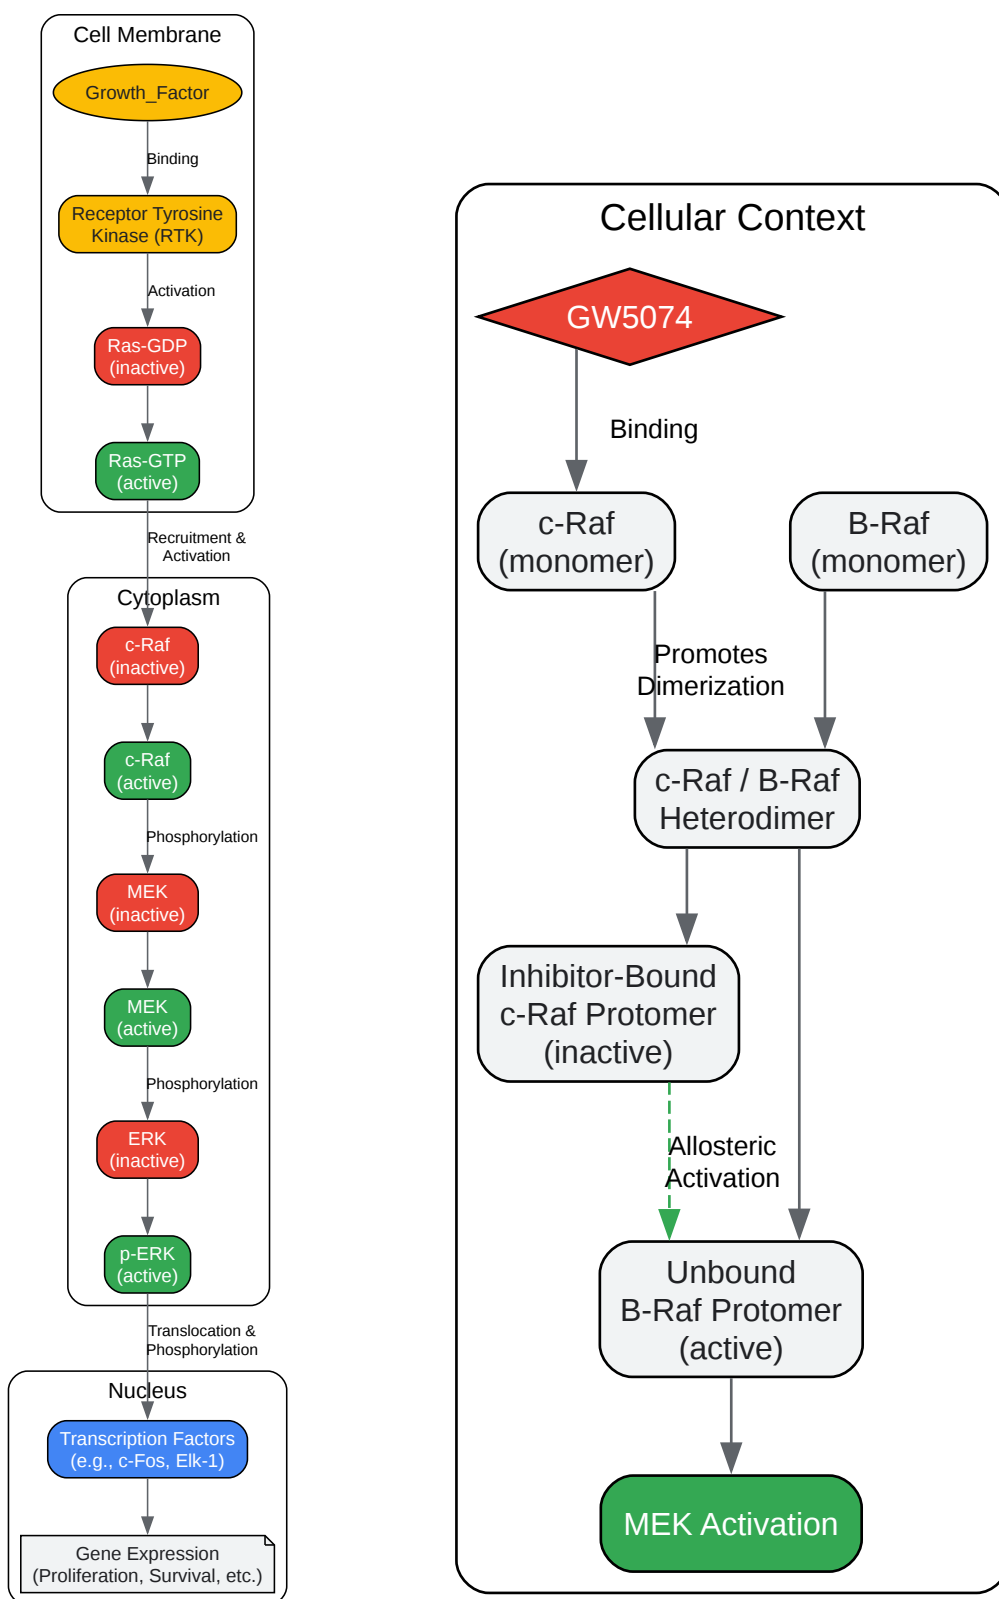 Cell Membrane
Growth_Factor
Binding
Receptor Tyrosine
Kinase (RTK)
Activation
Ras-GDP
(inactive)
Ras-GTP
(active)
Recruitment &
Activation
Cytoplasm
c-Raf
(inactive)
c-Raf
(active)
Phosphorylation
MEK
(inactive)
MEK
(active)
Phosphorylation
ERK
(inactive)
p-ERK
(active)
Translocation &
Phosphorylation
Nucleus
Transcription Factors
(e.g., c-Fos, Elk-1)
Gene Expression
(Proliferation, Survival, etc.)
Cellular Context
GW5074
Binding
c-Raf
(monomer)
B-Raf
(monomer)
Promotes
Dimerization
c-Raf / B-Raf
Heterodimer
Inhibitor-Bound
c-Raf Protomer
(inactive)
Allosteric
Activation
Unbound
B-Raf Protomer
(active)
MEK Activation